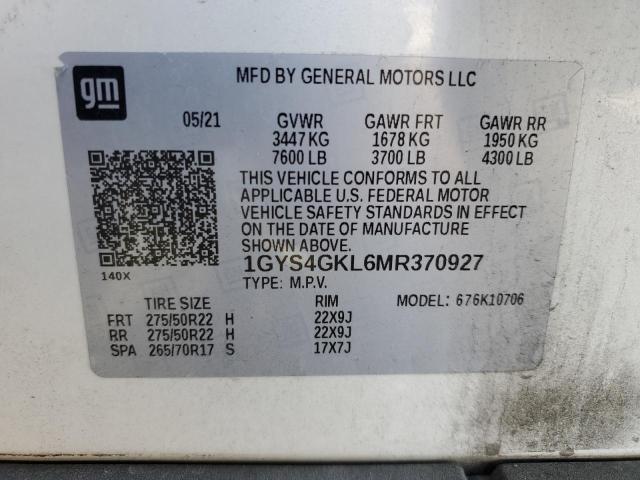 gm
MFD BY GENERAL MOTORS LLC
05/21 GVWR GAWR FRT GAWR RR
3447 KG 1678 KG 1950 KG
7600 LB 3700 LB 4300 LB
THIS VEHICLE CONFORMS TO ALL
APPLICABLE U.S. FEDERAL MOTOR
VEHICLE SAFETY STANDARDS IN EFFECT
ON THE DATE OF MANUFACTURE
SHOWN ABOVE.
140X
1GYS4GKL6MR370927
TYPE: M.P.V. MODEL: 676K10706
TIRE SIZE RIM
FRT 275/50R22 H 22X9J
RR 275/50R22 H 22X9J
SPA 265/70R17 S 17X7J